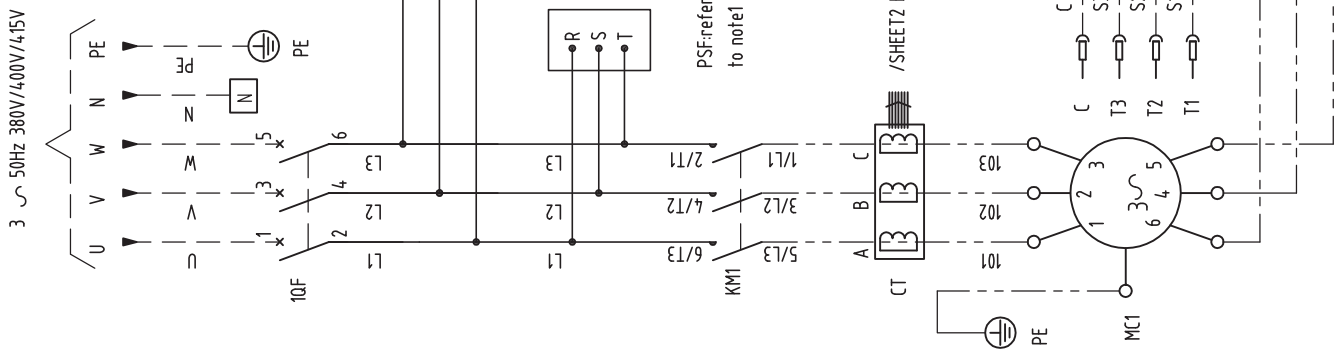 3 ∿ 50Hz 380V/400V/415V
U
V
W
N
PE
U
V
W
N
PE
N
PE
1
3
5
2
4
6
1QF
L1
L2
L3
L1
L2
L3
R
S
T
PSF:refer
to note1
6/T3
4/T2
2/T1
5/L3
3/L2
1/L1
KM1
A
B
C
CT
/SHEET2
101
102
103
1
2
3
3∿
6
4
5
MC1
PE
C
T3
T2
T1
C